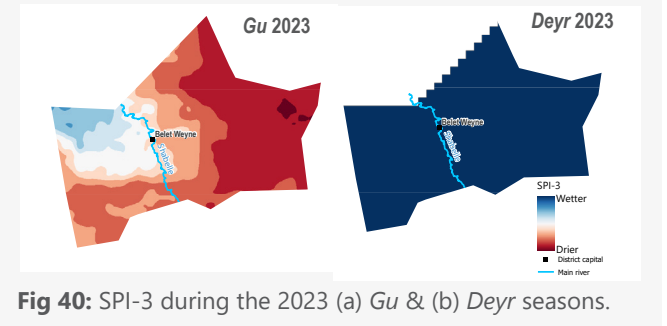 Gu 2023
Belet Weyne
Shabelle
Deyr 2023
Belet Weyne
Shabelle
SPI-3
Wetter
Drier
District capital
Main river
Fig 40: SPI-3 during the 2023 (a) Gu & (b) Deyr seasons.